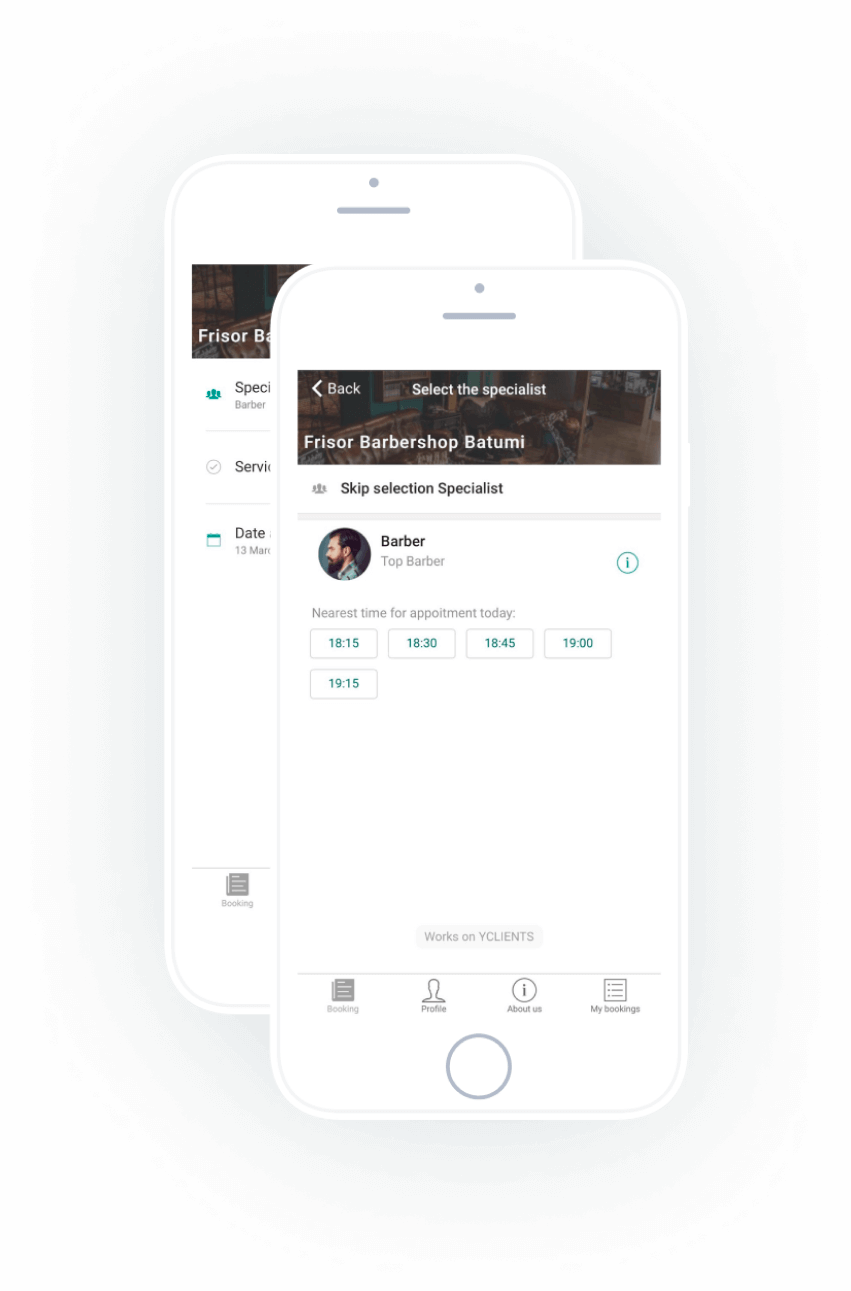 Frisor Ba
Speci
Barber
Servi
Date
13 Marc
Booking
Back
Select the specialist
Frisor Barbershop Batumi
Skip selection Specialist
Barber
Top Barber
Nearest time for appoitment today:
18:15
18:30
18:45
19:00
19:15
Works on YCLIENTS
Booking
Profile
About us
My bookings